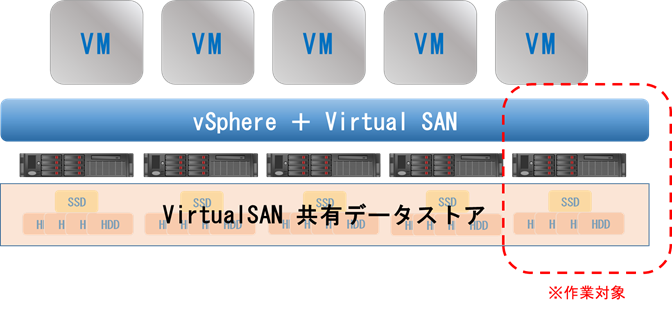 VM VM VM VM VM
vSphere ＋ Virtual SAN
SSD SSD SSD SSD SSD
VirtualSAN 共有データストア
H H H HDD H H H HDD H H H HDD H H H HDD H H H HDD
※作業対象